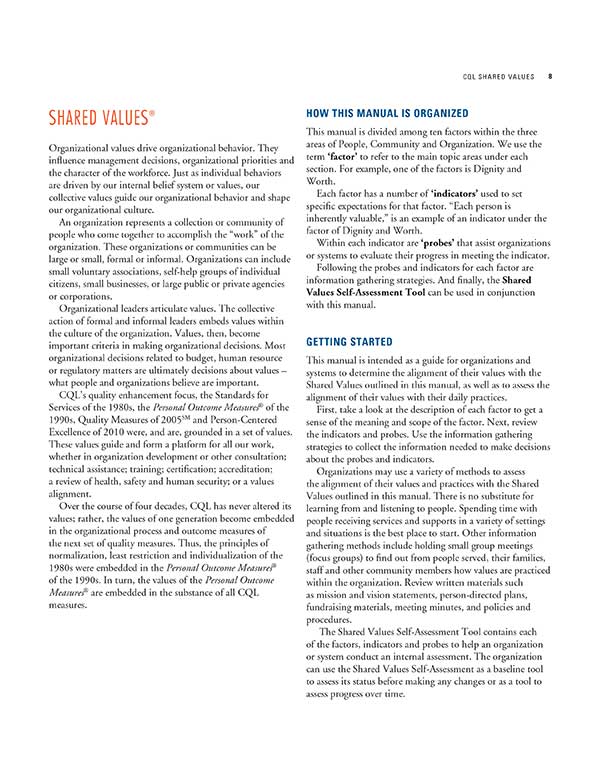 CQL SHARED VALUES 8
SHARED VALUES®
Organizational values drive organizational behavior. They
influence management decisions, organizational priorities and
the character of the workforce. Just as individual behaviors
are driven by our internal belief system or values, our
collective values guide our organizational behavior and shape
our organizational culture.
An organization represents a collection or community of
people who come together to accomplish the “work” of the
organization. These organizations or communities can be
large or small, formal or informal. Organizations can include
small voluntary associations, self-help groups of individual
citizens, small businesses, or large public or private agencies
or corporations.
Organizational leaders articulate values. The collective
action of formal and informal leaders embeds values within
the culture of the organization. Values, then, become
important criteria in making organizational decisions. Most
organizational decisions related to budget, human resource
or regulatory matters are ultimately decisions about values –
what people and organizations believe are important.
CQL’s quality enhancement focus, the Standards for
Services of the 1980s, the Personal Outcome Measures® of the
1990s, Quality Measures of 2005℠ and Person-Centered
Excellence of 2010 were, and are, grounded in a set of values.
These values guide and form a platform for all our work,
whether in organization development or other consultation;
technical assistance; training; certification; accreditation;
a review of health, safety and human security; or a values
alignment.
Over the course of four decades, CQL has never altered its
values; rather, the values of one generation become embedded
in the organizational process and outcome measures of
the next set of quality measures. Thus, the principles of
normalization, least restriction and individualization of the
1980s were embedded in the Personal Outcome Measures®
of the 1990s. In turn, the values of the Personal Outcome
Measures® are embedded in the substance of all CQL
measures.
HOW THIS MANUAL IS ORGANIZED
This manual is divided among ten factors within the three
areas of People, Community and Organization. We use the
term ‘factor’ to refer to the main topic areas under each
section. For example, one of the factors is Dignity and
Worth.
Each factor has a number of ‘indicators’ used to set
specific expectations for that factor. “Each person is
inherently valuable,” is an example of an indicator under the
factor of Dignity and Worth.
Within each indicator are ‘probes’ that assist organizations
or systems to evaluate their progress in meeting the indicator.
Following the probes and indicators for each factor are
information gathering strategies. And finally, the Shared
Values Self-Assessment Tool can be used in conjunction
with this manual.
GETTING STARTED
This manual is intended as a guide for organizations and
systems to determine the alignment of their values with the
Shared Values outlined in this manual, as well as to assess the
alignment of their values with their daily practices.
First, take a look at the description of each factor to get a
sense of the meaning and scope of the factor. Next, review
the indicators and probes. Use the information gathering
strategies to collect the information needed to make decisions
about the probes and indicators.
Organizations may use a variety of methods to assess
the alignment of their values and practices with the Shared
Values outlined in this manual. There is no substitute for
learning from and listening to people. Spending time with
people receiving services and supports in a variety of settings
and situations is the best place to start. Other information
gathering methods include holding small group meetings
(focus groups) to find out from people served, their families,
staff and other community members how values are practiced
within the organization. Review written materials such
as mission and vision statements, person-directed plans,
fundraising materials, meeting minutes, and policies and
procedures.
The Shared Values Self-Assessment Tool contains each
of the factors, indicators and probes to help an organization
or system conduct an internal assessment. The organization
can use the Shared Values Self-Assessment as a baseline tool
to assess its status before making any changes or as a tool to
assess progress over time.